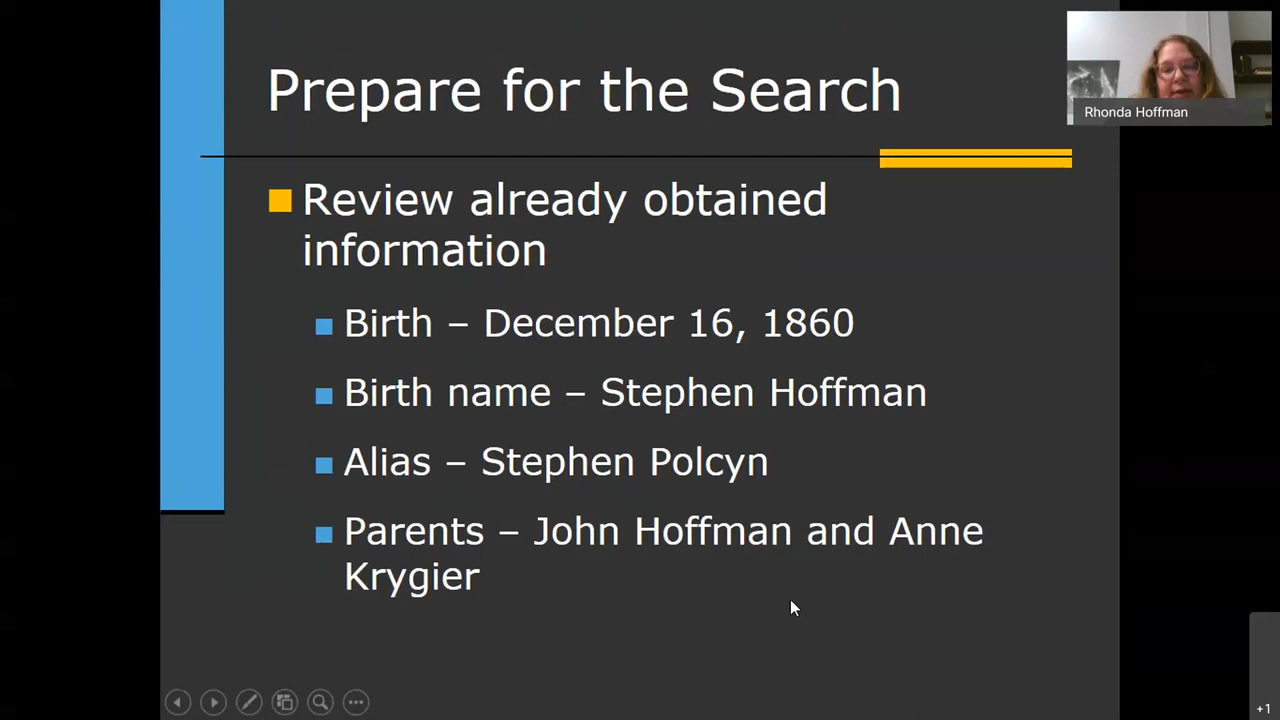 Prepare for the Search
Rhonda Hoffman
Review already obtained
information
Birth – December 16, 1860
Birth name – Stephen Hoffman
Alias – Stephen Polcyn
Parents – John Hoffman and Anne
Krygier
+1